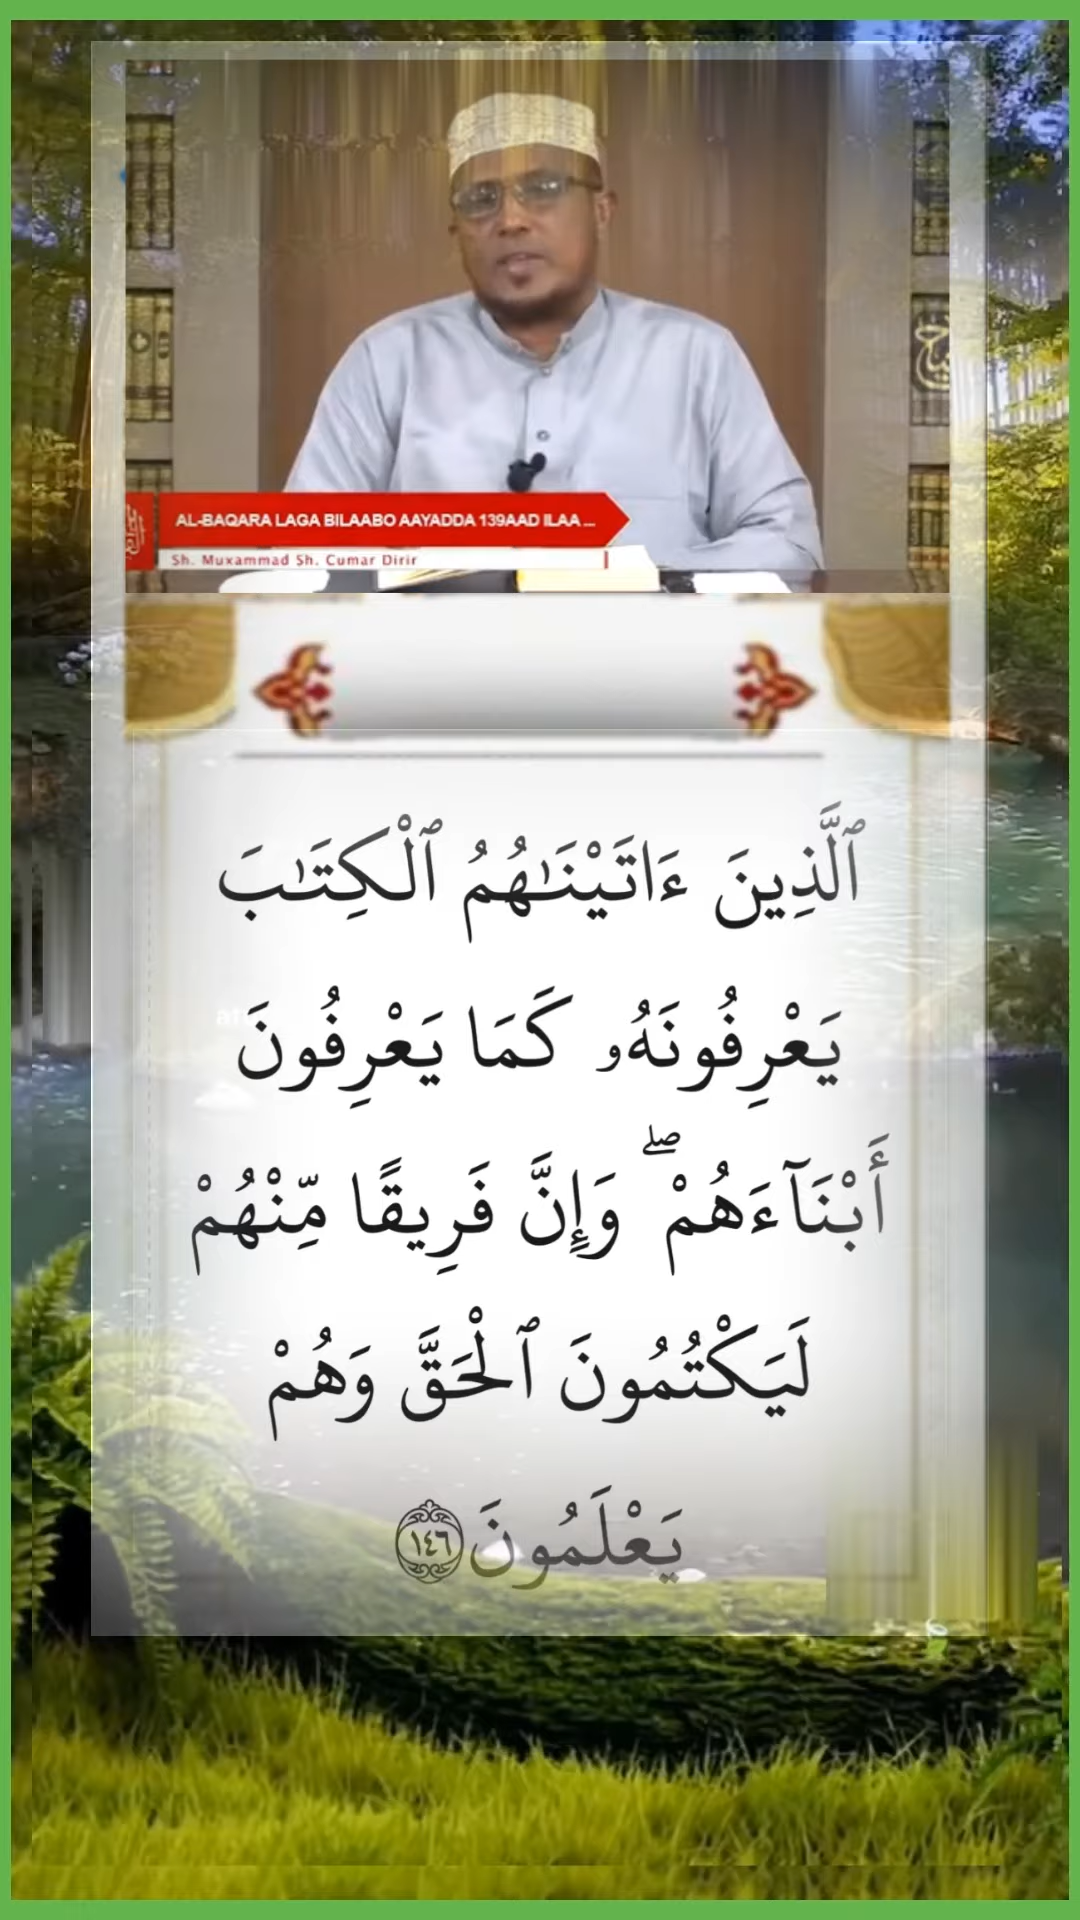 AL-BAQARA LAGA BILAABO AAYADDA 139AAD ILAA ...
Sh. Muxammad Sh. Cumar Dirir
ٱلَّذِينَ ءَاتَيْنَـٰهُمُ ٱلْكِتَـٰبَ
يَعْرِفُونَهُۥ كَمَا يَعْرِفُونَ
أَبْنَآءَهُمْ ۖ وَإِنَّ فَرِيقًا مِّنْهُمْ
لَيَكْتُمُونَ ٱلْحَقَّ وَهُمْ
يَعْلَمُونَ ١٤٦